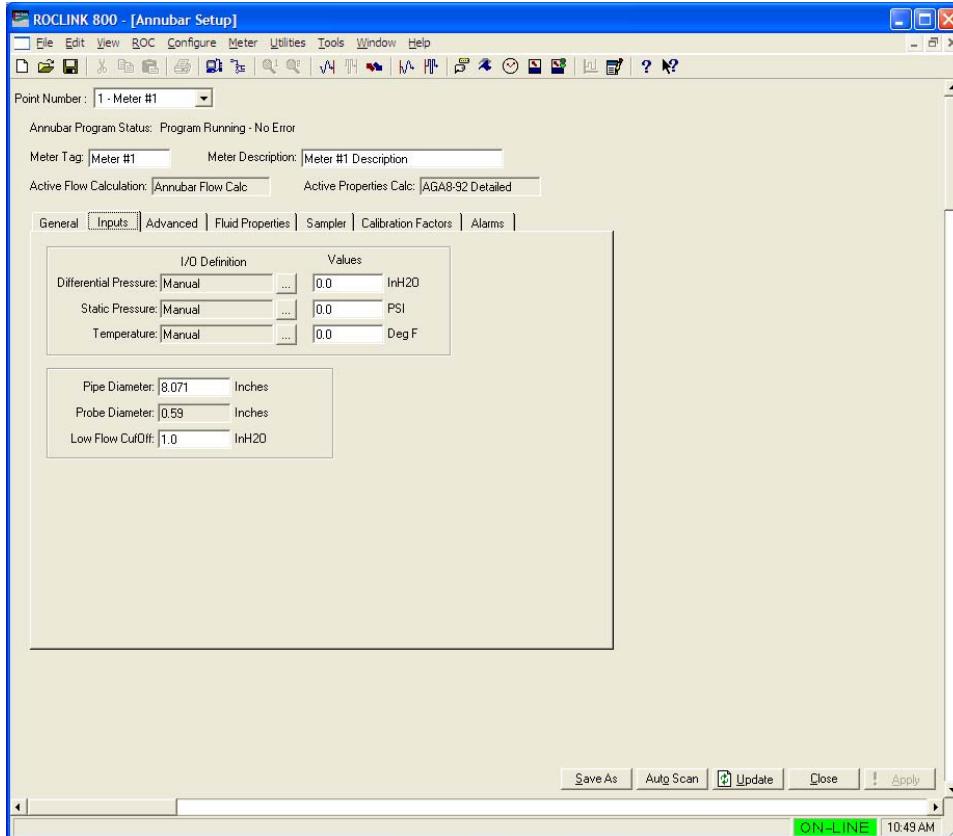 ROCLINK 800 - [Annubar Setup]
File Edit View ROC Configure Meter Utilities Tools Window Help
Point Number : 1 - Meter #1
Annubar Program Status: Program Running - No Error
Meter Tag: Meter #1 Meter Description: Meter #1 Description
Active Flow Calculation: Annubar Flow Calc Active Properties Calc: AGA8-92 Detailed
General Inputs Advanced Fluid Properties Sampler Calibration Factors Alarms
I/O Definition Values
Differential Pressure: Manual ... 0.0 InH2O
Static Pressure: Manual ... 0.0 PSI
Temperature: Manual ... 0.0 Deg F
Pipe Diameter: 8.071 Inches
Probe Diameter: 0.59 Inches
Low Flow CufOff: 1.0 InH2O
Save As Auto Scan Update Close ! Apply
ON-LINE 10:49 AM